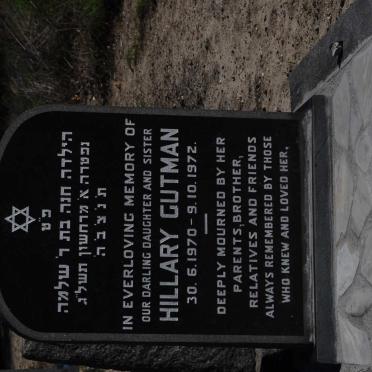 פ"ט
הילדה חנה בת ר' שלמה
נפטרה א' מרחשון תשל"ג
ת נ צ ב ה
IN EVERLOVING MEMORY OF
OUR DARLING DAUGHTER AND SISTER
HILLARY GUTMAN
30. 6. 1970 - 9. 10. 1972.
DEEPLY MOURNED BY HER
PARENTS, BROTHER,
RELATIVES AND FRIENDS
ALWAYS REMEMBERED BY THOSE
WHO KNEW AND LOVED HER.